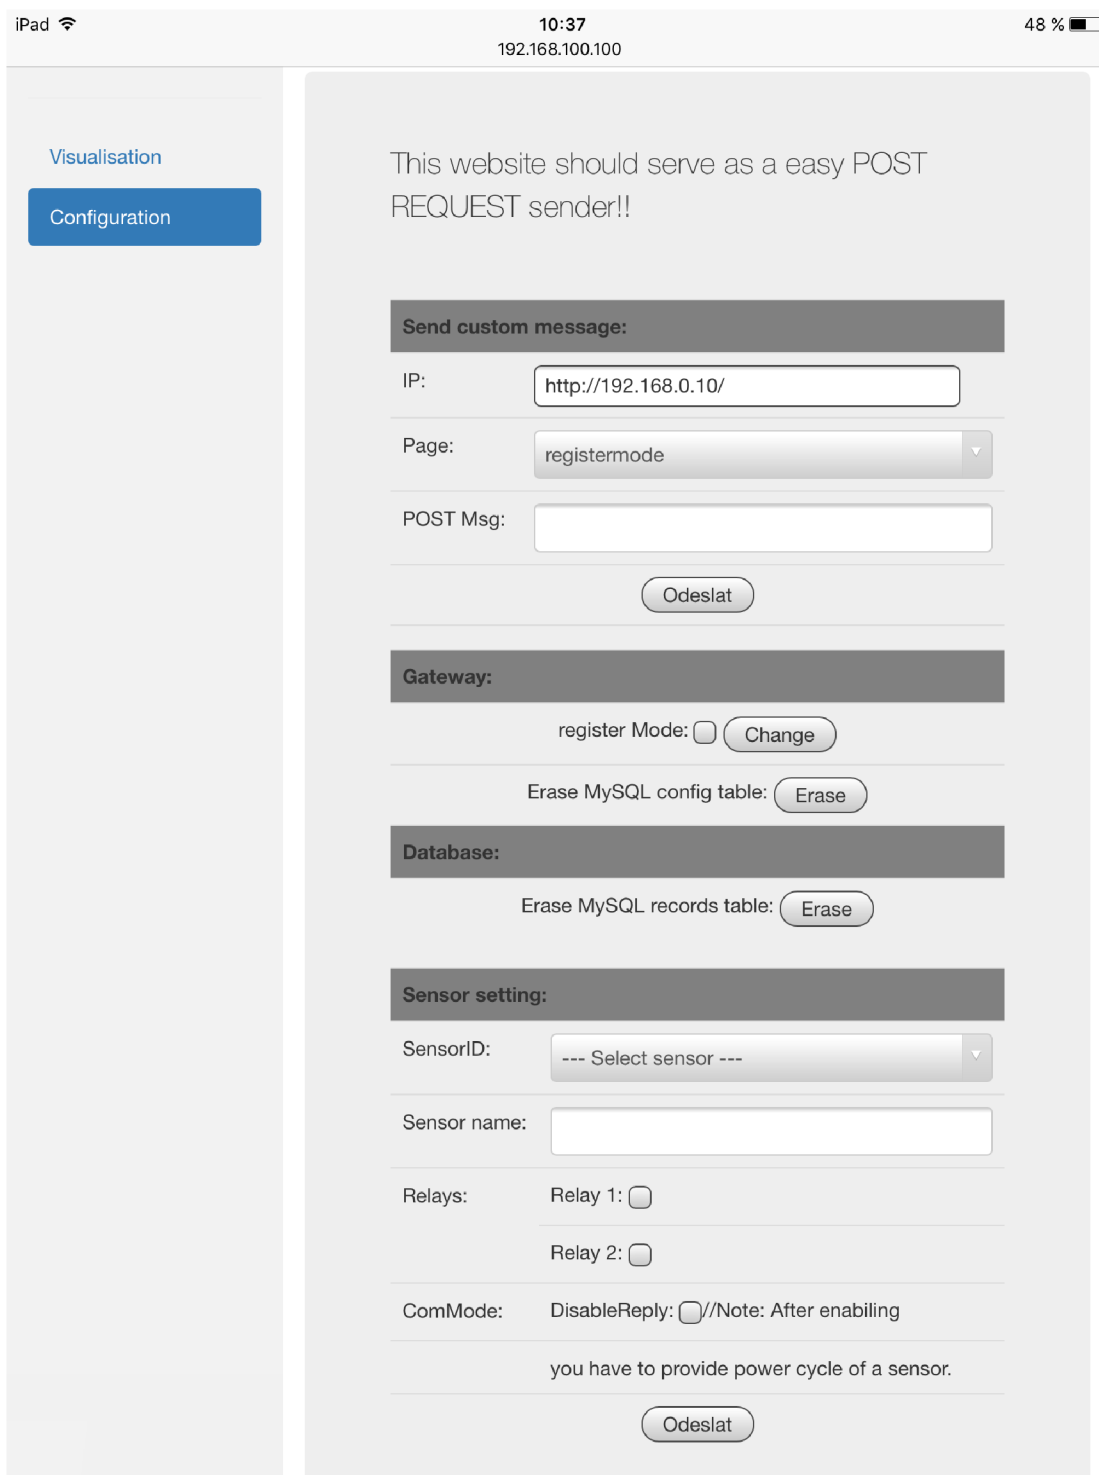 iPad
10:37
48 %
192.168.100.100
Visualisation
Configuration
This website should serve as a easy POST
REQUEST sender!!
Send custom message:
IP:
http://192.168.0.10/
Page:
registermode
POST Msg:
Odeslat
Gateway:
register Mode: Change
Erase MySQL config table: Erase
Database:
Erase MySQL records table: Erase
Sensor setting:
SensorID:
--- Select sensor ---
Sensor name:
Relays:
Relay 1:
Relay 2:
ComMode:
DisableReply: //Note: After enabiling
you have to provide power cycle of a sensor.
Odeslat